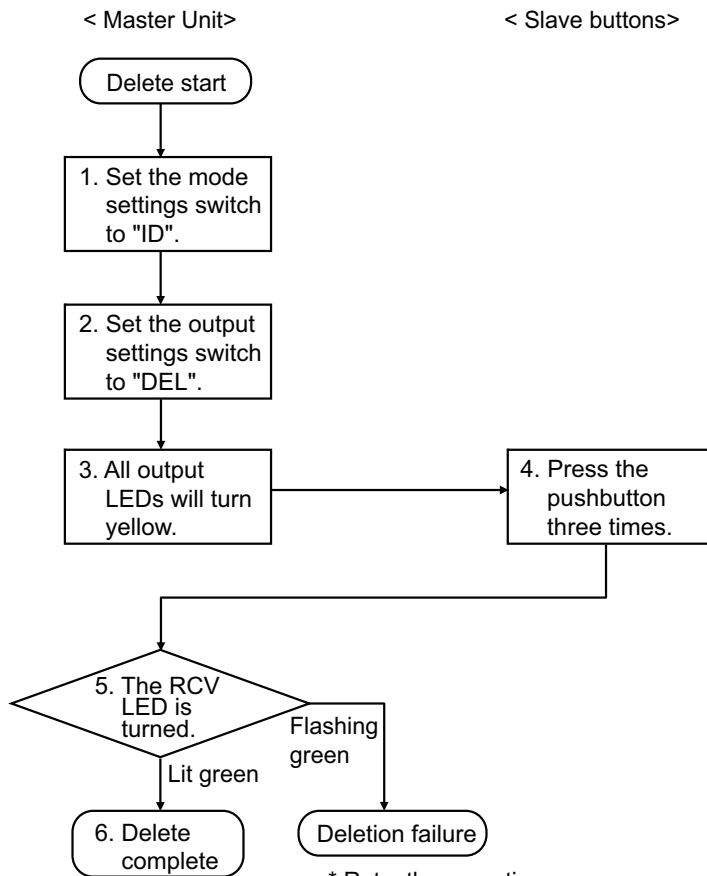 < Master Unit>
< Slave buttons>
Delete start
1. Set the mode
settings switch
to "ID".
2. Set the output
settings switch
to "DEL".
3. All output
LEDs will turn
yellow.
4. Press the
pushbutton
three times.
5. The RCV
LED is
turned.
Flashing
green
Lit green
6. Delete
complete
Deletion failure